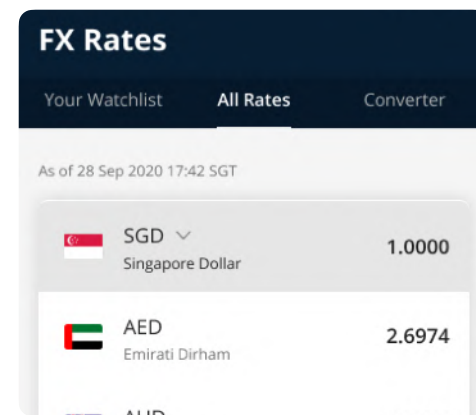 FX Rates
Your Watchlist All Rates Converter
As of 28 Sep 2020 17:42 SGT
SGD 1.0000
Singapore Dollar
AED 2.6974
Emirati Dirham